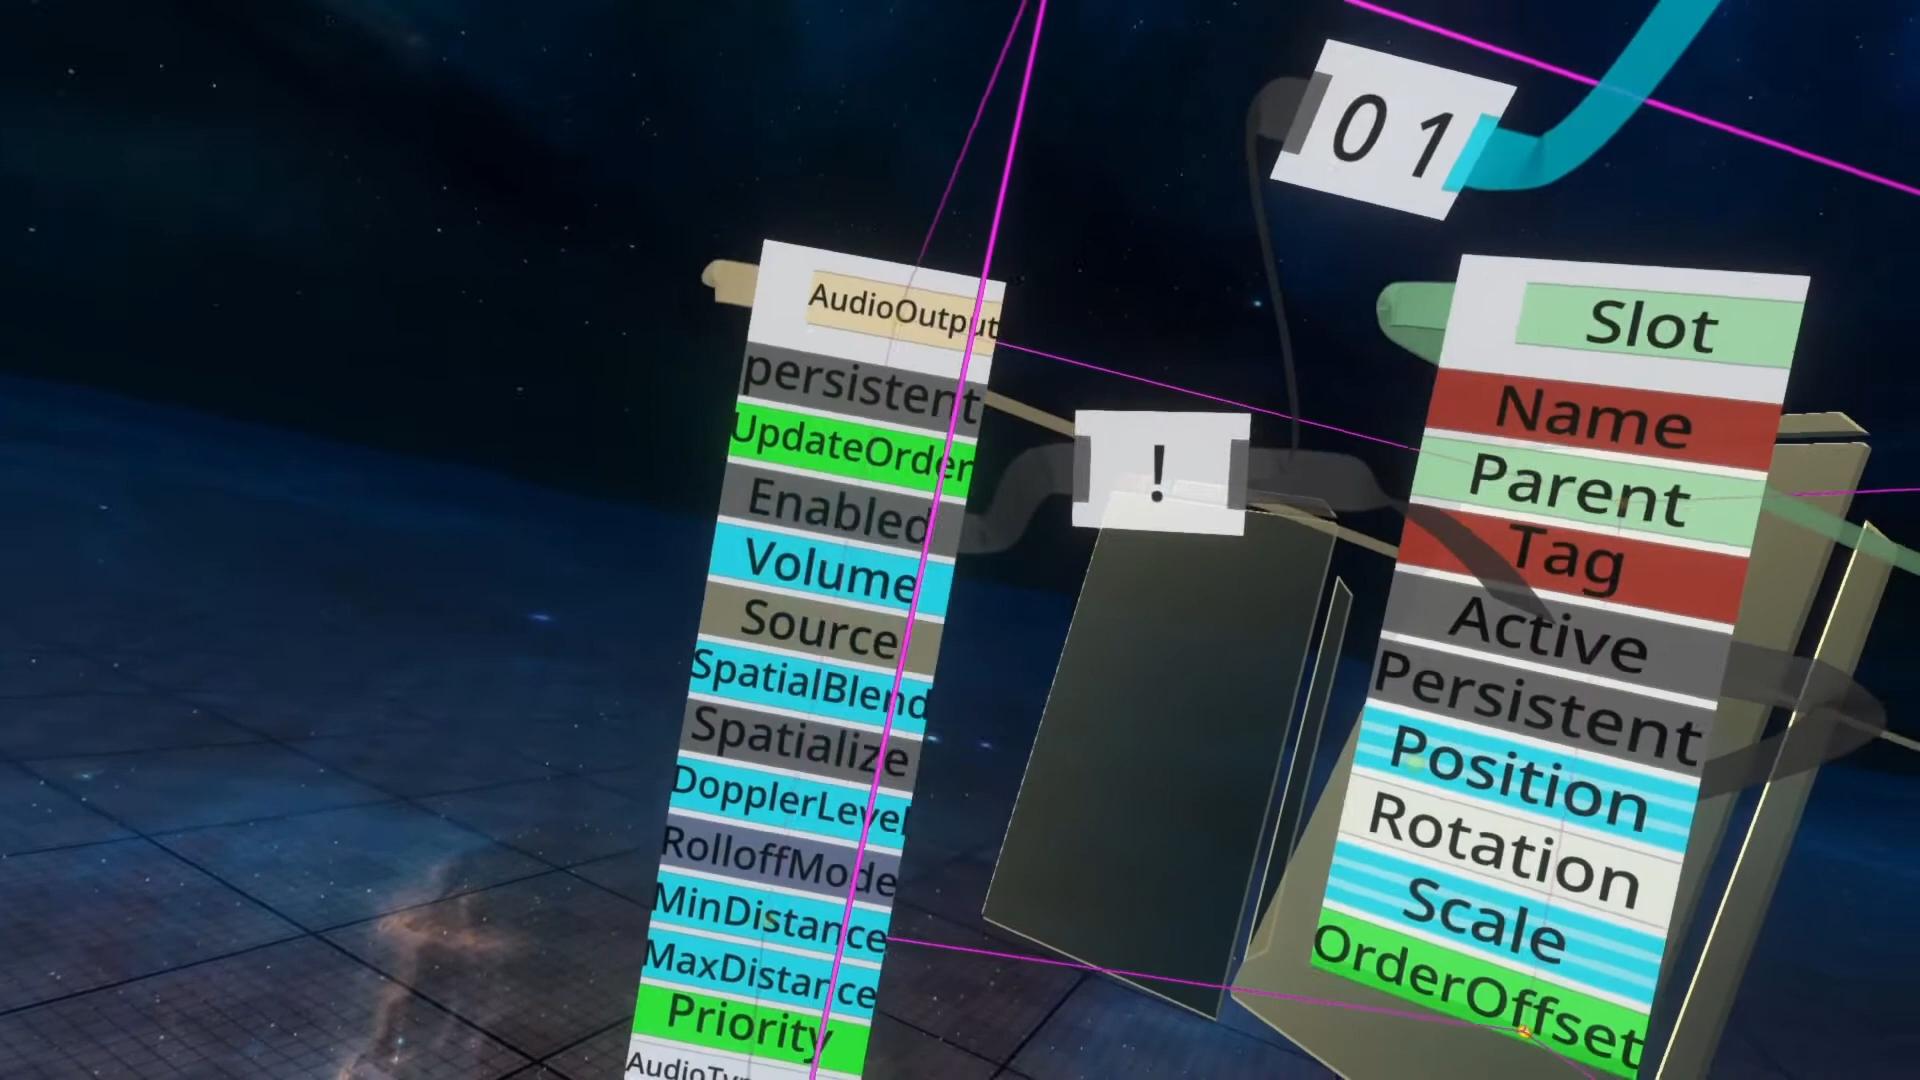 0 1
AudioOutput
persistent
UpdateOrder
Enabled
Volume
Source
SpatialBlend
Spatialize
DopplerLevel
RolloffMode
MinDistance
MaxDistance
Priority
!
Slot
Name
Parent
Tag
Active
Persistent
Position
Rotation
Scale
OrderOffset